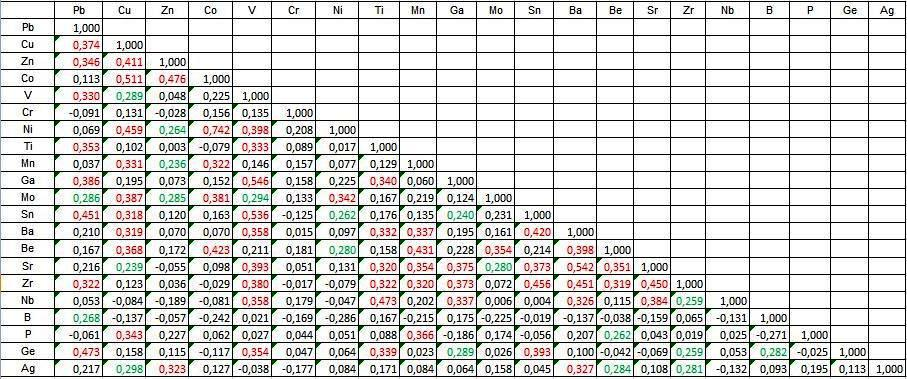 Pb Cu Zn Co V Cr Ni Ti Mn Ga Mo Sn Ba Be Sr Zr Nb B P Ge Ag
Pb 1,000
Cu 0,374 1,000
Zn 0,346 0,411 1,000
Co 0,113 0,511 0,476 1,000
V 0,330 0,289 0,048 0,225 1,000
Cr -0,091 0,131 -0,028 0,156 0,135 1,000
Ni 0,069 0,459 0,264 0,742 0,398 0,208 1,000
Ti 0,353 0,102 0,003 -0,079 0,333 0,089 0,017 1,000
Mn 0,037 0,331 0,236 0,322 0,146 0,157 0,077 0,129 1,000
Ga 0,386 0,195 0,073 0,152 0,546 0,158 0,225 0,340 0,060 1,000
Mo 0,286 0,387 0,285 0,381 0,294 0,133 0,342 0,167 0,219 0,124 1,000
Sn 0,451 0,318 0,120 0,163 0,536 -0,125 0,262 0,176 0,135 0,240 0,231 1,000
Ba 0,210 0,319 0,070 0,070 0,358 0,015 0,097 0,332 0,337 0,195 0,161 0,420 1,000
Be 0,167 0,368 0,172 0,423 0,211 0,181 0,280 0,158 0,431 0,228 0,354 0,214 0,398 1,000
Sr 0,216 0,239 -0,055 0,098 0,393 0,051 0,131 0,320 0,354 0,375 0,280 0,373 0,542 0,351 1,000
Zr 0,322 0,123 0,036 -0,029 0,380 -0,017 -0,079 0,322 0,320 0,373 0,072 0,456 0,451 0,319 0,450 1,000
Nb 0,053 -0,084 -0,189 -0,081 0,358 0,179 -0,047 0,473 0,202 0,337 0,006 0,004 0,326 0,115 0,384 0,259 1,000
B 0,268 -0,137 -0,057 -0,242 0,021 -0,169 -0,286 0,167 -0,215 0,175 -0,225 -0,019 -0,137 -0,038 -0,159 0,065 -0,131 1,000
P -0,061 0,343 0,227 0,062 0,027 0,044 0,051 0,088 0,366 -0,186 0,174 -0,056 0,207 0,262 0,043 0,019 0,025 -0,271 1,000
Ge 0,473 0,158 0,115 -0,117 0,354 0,047 0,064 0,339 0,023 0,289 0,026 0,393 0,100 -0,042 -0,069 0,259 0,053 0,282 -0,025 1,000
Ag 0,217 0,298 0,323 0,127 -0,038 -0,177 0,084 0,171 0,084 0,064 0,158 0,045 0,327 0,284 0,108 0,281 -0,132 0,093 0,195 0,113 1,000